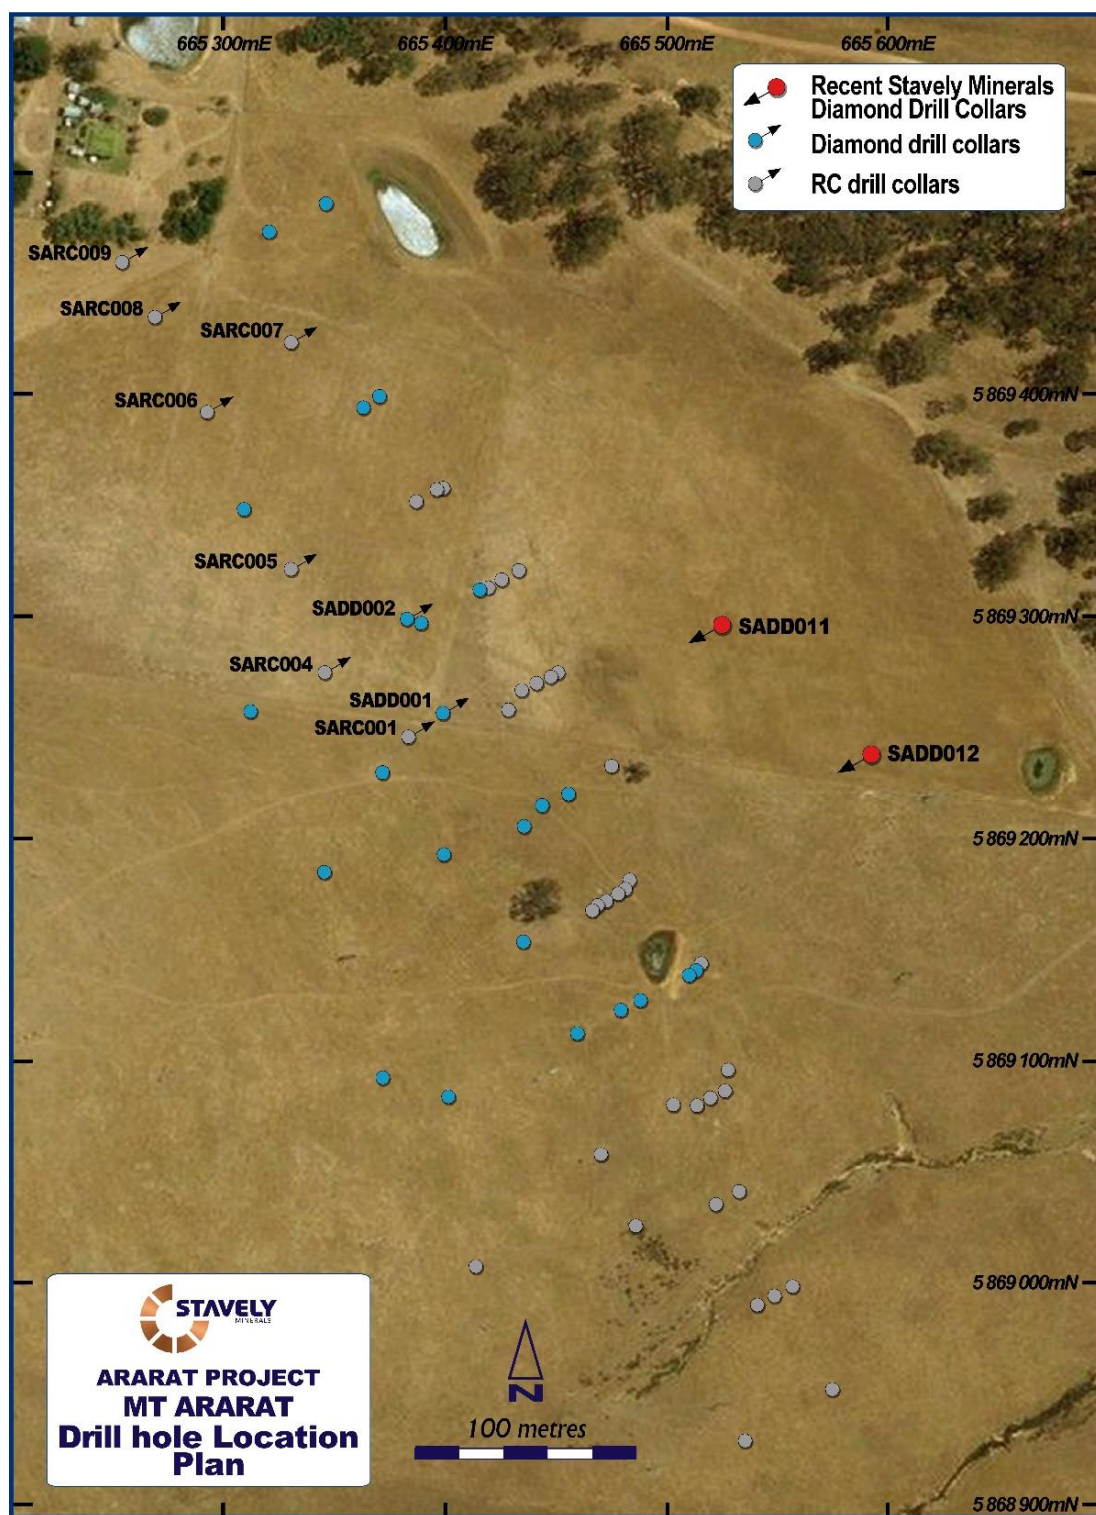 665 300mE
665 400mE
665 500mE
665 600mE
Recent Stavely Minerals
Diamond Drill Collars
Diamond drill collars
RC drill collars
SARC009
SARC008
SARC007
SARC006
5 869 400mN
SARC005
SADD002
5 869 300mN
SADD011
SARC004
SADD001
SARC001
SADD012
5 869 200mN
5 869 100mN
5 869 000mN
STAVELY
MINERALS
ARARAT PROJECT
MT ARARAT
Drill hole Location
Plan
N
100 metres
5 868 900mN